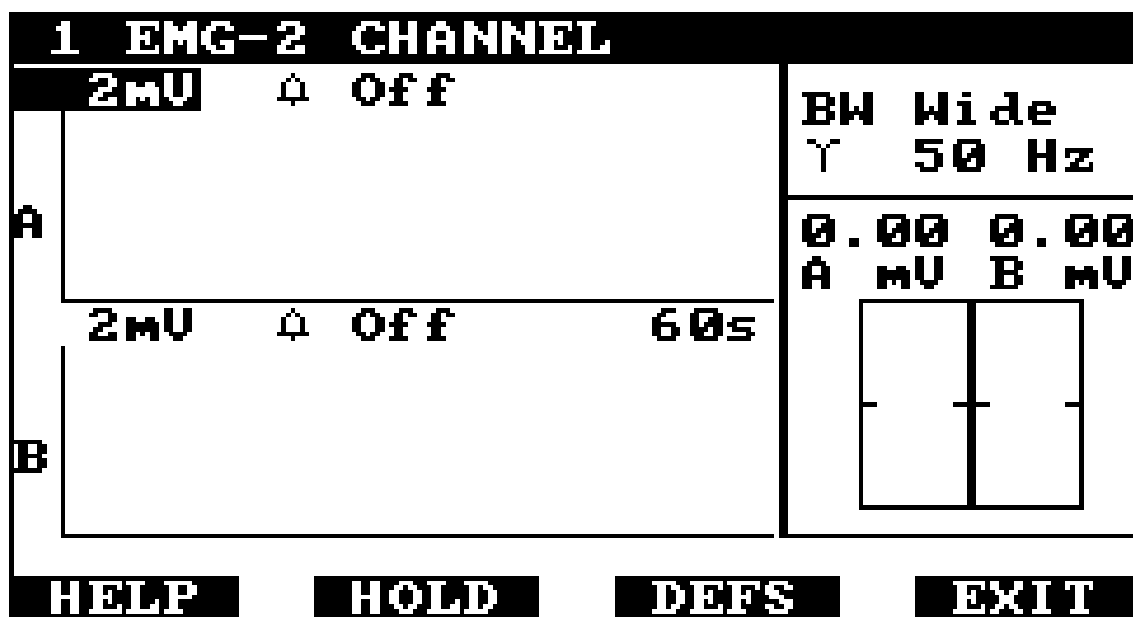 1 EMG-2 CHANNEL
2mV Off
BW Wide
50 Hz
A
0.00 0.00
A mV B mV
2mV Off 60s
B
HELP HOLD DEFS EXIT